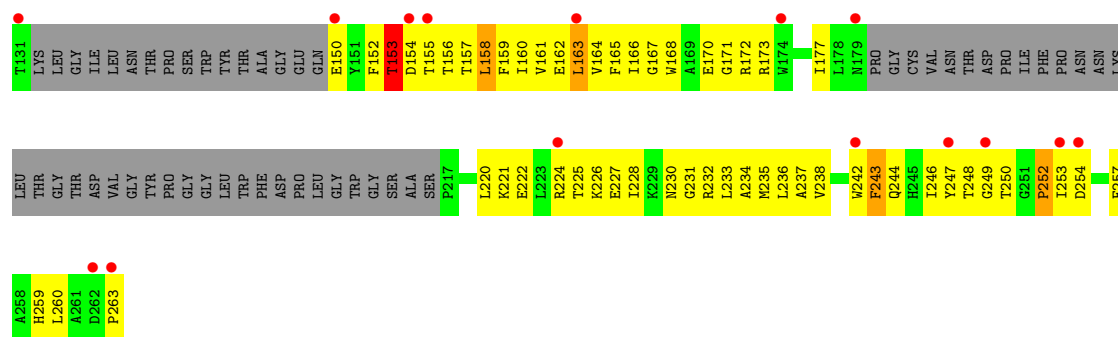 T131 LYS LEU GLY ILE LEU ASN THR PRO SER TRP TYR THR ALA GLY GLU GLN E150 Y151 F152 T153 D154 T155 T156 T157 L158 F159 I160 V161 E162 L163 V164 F165 I166 G167 W168 A169 E170 G171 R172 R173 W174 I177 L178 N179 PRO GLY CYS VAL ASN THR ASP PRO ILE PHE PRO ASN ASN LYS
LEU THR GLY THR ASP VAL GLY TYR PRO GLY GLY LEU TRP PHE ASP PRO LEU GLY TRP GLY SER ALA SER P217 L220 K221 E222 L223 R224 T225 K226 E227 I228 K229 N230 G231 R232 L233 A234 M235 L236 A237 V238 W242 F243 Q244 H245 I246 Y247 T248 G249 T250 G251 P252 I253 D254
A258 H259 L260 A261 D262 P263